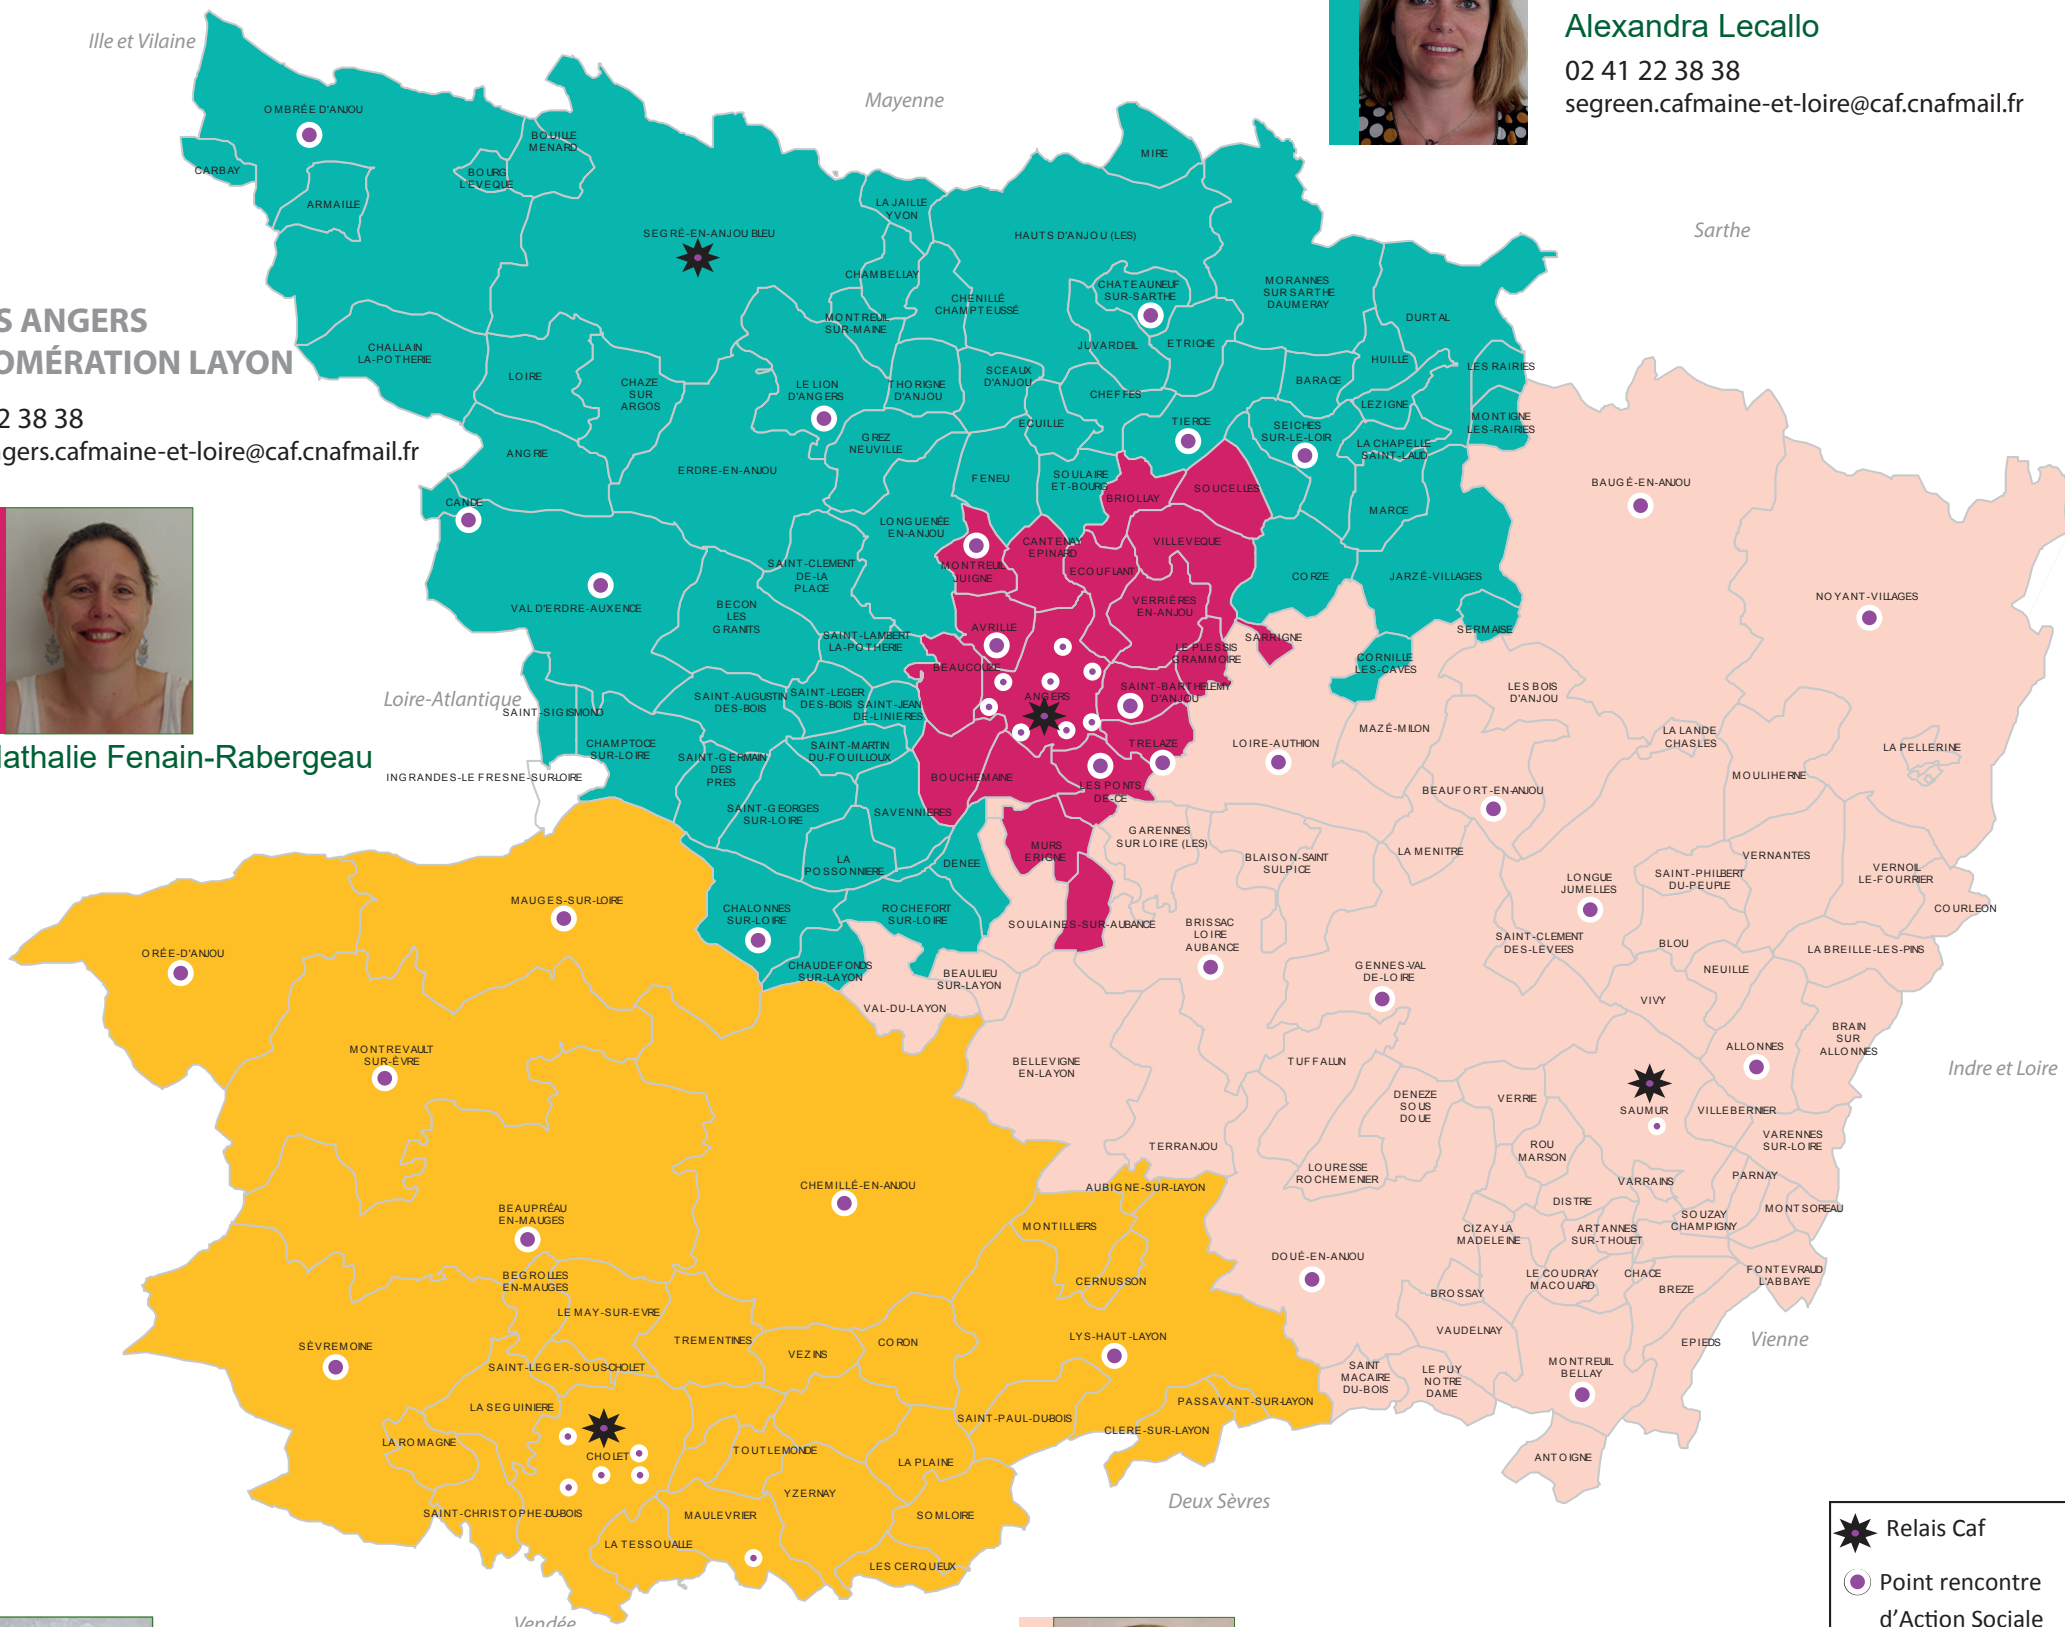 Alexandra Lecallo
02 41 22 38 38
segreen.cafmaine-et-loire@caf.cnafmail.fr
Ille et Vilaine
Mayenne
Sarthe
S ANGERS
OMÉRATION LAYON
2 38 38
gers.cafmaine-et-loire@caf.cnafmail.fr
Nathalie Fenain-Rabergeau
Loire-Atlantique
Indre et Loire
Vienne
Deux Sèvres
Vendée
OMBRÉE D'ANJOU
CARBAY
ARMAILLE
BOURG
L'EVEQUE
BOUILLE
MENARD
SEGRÉ-EN-ANJOU BLEU
LA JAILLE
YVON
CHAMBELLAY
MONTREUIL
SUR-MAINE
CHENILLÉ
CHAMPTEUSSÉ
HAUTS D'ANJOU (LES)
MIRE
CHATEAUNEUF
SUR-SARTHE
JUVARDEIL
ETRICHE
MORANNES
SUR SARTHE
DAUMERAY
DURTAL
HUILLE
LES RAIRIES
BARACE
LEZIGNE
MONTIGNE
LES-RAIRIES
CHALLAIN
LA-POTHERIE
LOIRE
CHAZE
SUR
ARGOS
LE LION
D'ANGERS
THORIGNE
D'ANJOU
SCEAUX
D'ANJOU
CHEFFES
TIERCE
SEICHES
SUR-LE-LOIR
LA CHAPELLE
SAINT-LAUD
ECUILLE
GREZ
NEUVILLE
ANGRIE
ERDRE-EN-ANJOU
FENEU
SOULAIRE
ET-BOURG
BRIOLLAY
SOUCELLES
MARCE
CANDE
LONGUENÉE
EN-ANJOU
CANTENAY
EPINARD
VILLEVEQUE
MONTREUIL
JUIGNE
ECOUFLANT
CORZE
JARZÉ-VILLAGES
SAINT-CLEMENT
DE-LA
PLACE
VAL D'ERDRE-AUXENCE
BECON
LES
GRANITS
VERRIÈRES
EN-ANJOU
SAINT-LAMBERT
LA-POTHERIE
AVRILLE
SARRIGNE
SERMAISE
BEAUCOUZE
LE PLESSIS
GRAMMOIRE
CORNILLE
LES-CAVES
BAUGÉ-EN-ANJOU
NOYANT-VILLAGES
SAINT-SIGISMOND
SAINT-AUGUSTIN
DES-BOIS
SAINT-LEGER
DES-BOIS
SAINT-JEAN
DE-LINIERES
ANGERS
SAINT-BARTHELEMY
D'ANJOU
LES BOIS
D'ANJOU
CHAMPTOCE
SUR-LOIRE
SAINT-GERMAIN
DES
PRES
SAINT-MARTIN
DU-FOUILLOUX
TRELAZE
LOIRE-AUTHION
MAZÉ-MILON
LA LANDE
CHASLES
LA PELLERINE
INGRANDES-LE FRESNE-SUR-LOIRE
BOUCHEMAINE
LES PONTS
DE-CE
BEAUFORT-EN-ANJOU
MOULIHERNE
SAINT-GEORGES
SUR-LOIRE
SAVENNIERES
MURS
ERIGNE
GARENNES
SUR LOIRE (LES)
BLAISON-SAINT
SULPICE
LA MENITRE
LA
POSSONNIERE
DENEE
LONGUE
JUMELLES
SAINT-PHILBERT
DU-PEUPLE
VERNANTES
VERNOIL
LE-FOURRIER
COURLEON
MAUGES-SUR-LOIRE
CHALONNES
SUR-LOIRE
ROCHEFORT
SUR-LOIRE
SOULAINES-SUR-AUBANCE
BRISSAC
LOIRE
AUBANCE
SAINT-CLEMENT
DES-LEVEES
BLOU
NEUILLE
LA BREILLE-LES-PINS
ORÉE-D'ANJOU
CHAUDEFONDS
SUR-LAYON
BEAULIEU
SUR-LAYON
GENNES-VAL
DE-LOIRE
VAL-DU-LAYON
VIVY
MONTREVAULT
SUR-ÈVRE
BELLEVIGNE
EN-LAYON
TUFFALUN
ALLONNES
BRAIN
SUR
ALLONNES
DENEZE
SOUS
DOUE
VERRIE
SAUMUR
VILLEBERNIER
TERRANJOU
ROU
MARSON
VARENNES
SUR-LOIRE
LOURESSE
ROCHEMENIER
VARRAINS
PARNAY
AUBIGNE-SUR-LAYON
CHEMILLÉ-EN-ANJOU
DISTRE
SOUZAY
CHAMPIGNY
MONTSOREAU
BEAUPRÉAU
EN-MAUGES
MONTILLIERS
CIZAY-LA
MADELEINE
ARTANNES
SUR-THOUET
DOUÉ-EN-ANJOU
BEGROLLES
EN-MAUGES
CERNUSSON
BROSSAY
LE COUDRAY
MACOUARD
CHACE
BREZE
FONTEVRAUD
L'ABBAYE
LE MAY-SUR-EVRE
TREMENTINES
VEZINS
CORON
LYS-HAUT-LAYON
VAUDELNAY
EPIEDS
SÈVREMOINE
SAINT-LEGER-SOUS-CHOLET
SAINT
MACAIRE
DU-BOIS
LE PUY
NOTRE
DAME
MONTREUIL
BELLAY
LA SEGUINIERE
SAINT-PAUL-DU-BOIS
PASSAVANT-SUR-LAYON
CLERE-SUR-LAYON
LA ROMAGNE
CHOLET
TOUTLEMONDE
LA PLAINE
ANTOIGNE
YZERNAY
SAINT-CHRISTOPHE-DU-BOIS
MAULEVRIER
SOMLOIRE
LA TESSOUALLE
LES CERQUEUX
Relais Caf
Point rencontre
d'Action Sociale